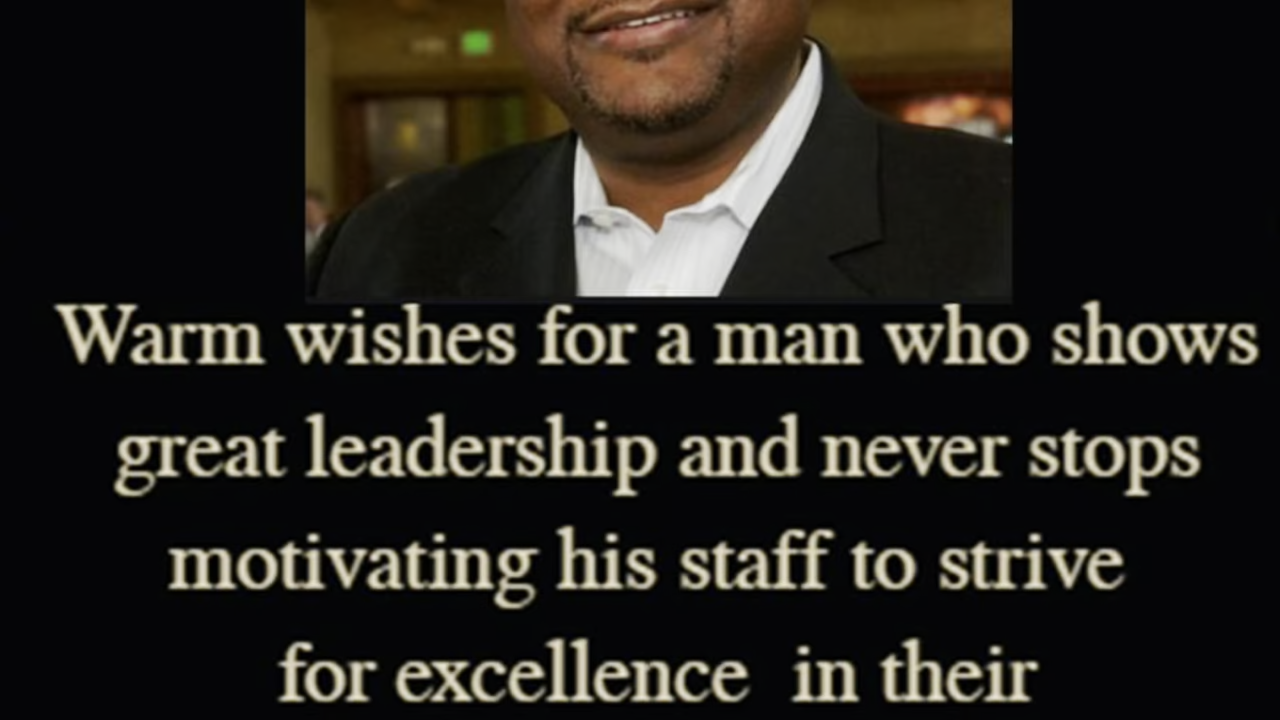 Warm wishes for a man who shows
great leadership and never stops
motivating his staff to strive
for excellence in their